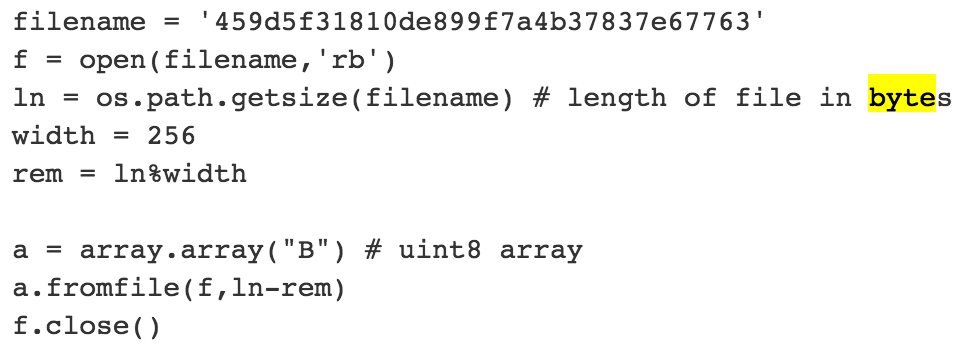 filename = '459d5f31810de899f7a4b37837e67763'
f = open(filename,'rb')
ln = os.path.getsize(filename) # length of file in bytes
width = 256
rem = ln%width
a = array.array("B") # uint8 array
a.fromfile(f,ln-rem)
f.close()